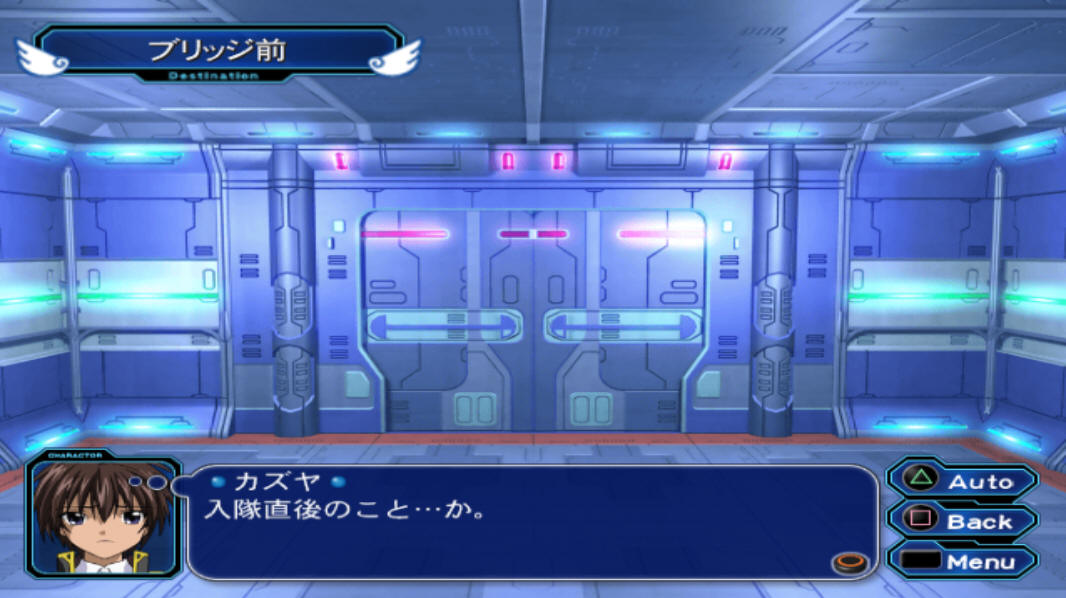 ブリッジ前
Destination
CHARACTOR
カズヤ
入隊直後のこと…か。
Auto
Back
Menu